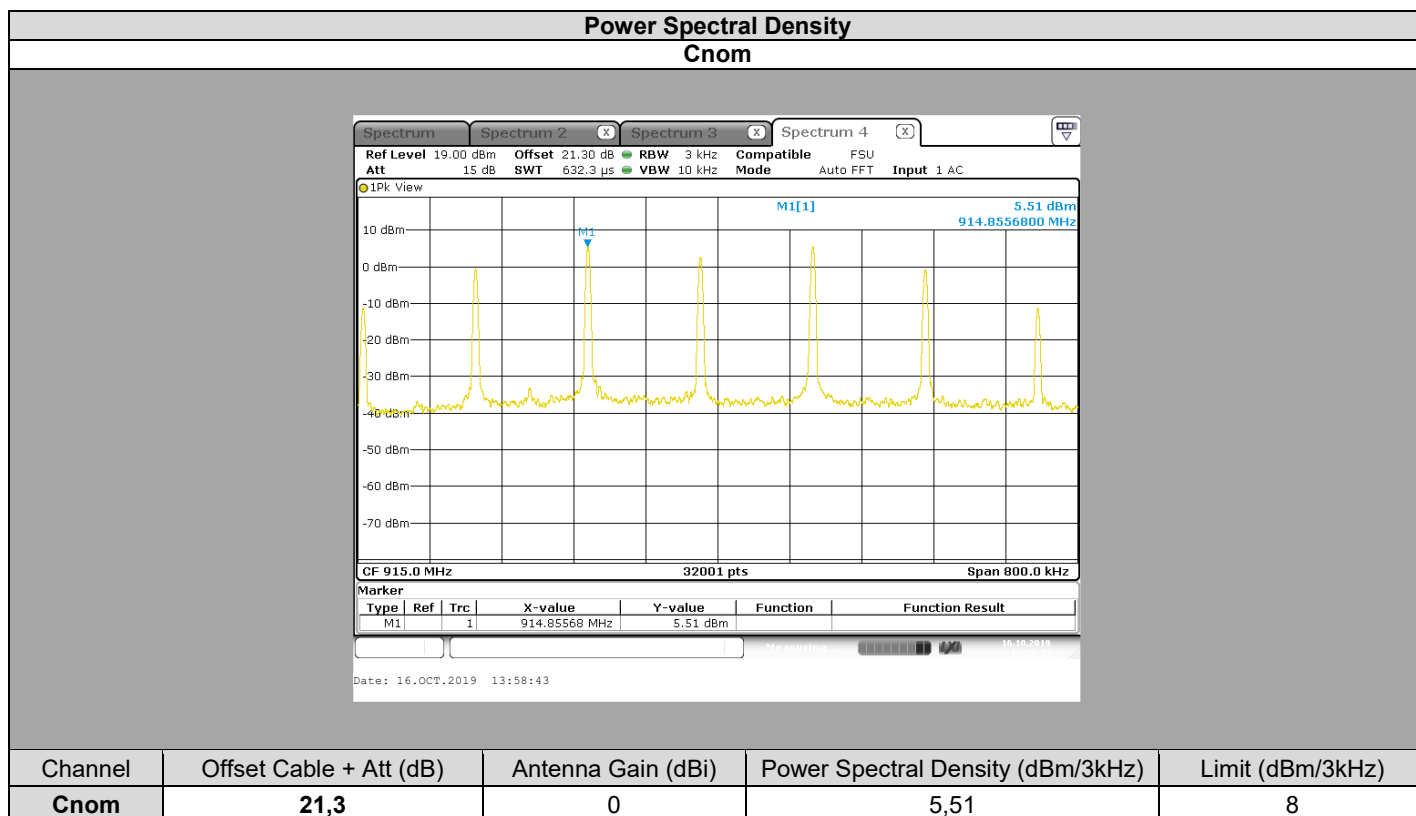 Power Spectral Density
Cnom
Spectrum Spectrum 2 X Spectrum 3 X Spectrum 4 X
Ref Level 19.00 dBm Offset 21.30 dB RBW 3 kHz Compatible FSU
Att 15 dB SWT 632.3 µs VBW 10 kHz Mode Auto FFT Input 1 AC
1Pk View
M1[1] 5.51 dBm
914.8556800 MHz
10 dBm
M1
0 dBm
-10 dBm
-20 dBm
-30 dBm
-40 dBm
-50 dBm
-60 dBm
-70 dBm
CF 915.0 MHz 32001 pts Span 800.0 kHz
Marker
Type Ref Trc X-value Y-value Function Function Result
M1 1 914.85568 MHz 5.51 dBm
Measuring... LXI 16.10.2019
Date: 16.OCT.2019 13:58:43
Channel Offset Cable + Att (dB) Antenna Gain (dBi) Power Spectral Density (dBm/3kHz) Limit (dBm/3kHz)
Cnom 21,3 0 5,51 8